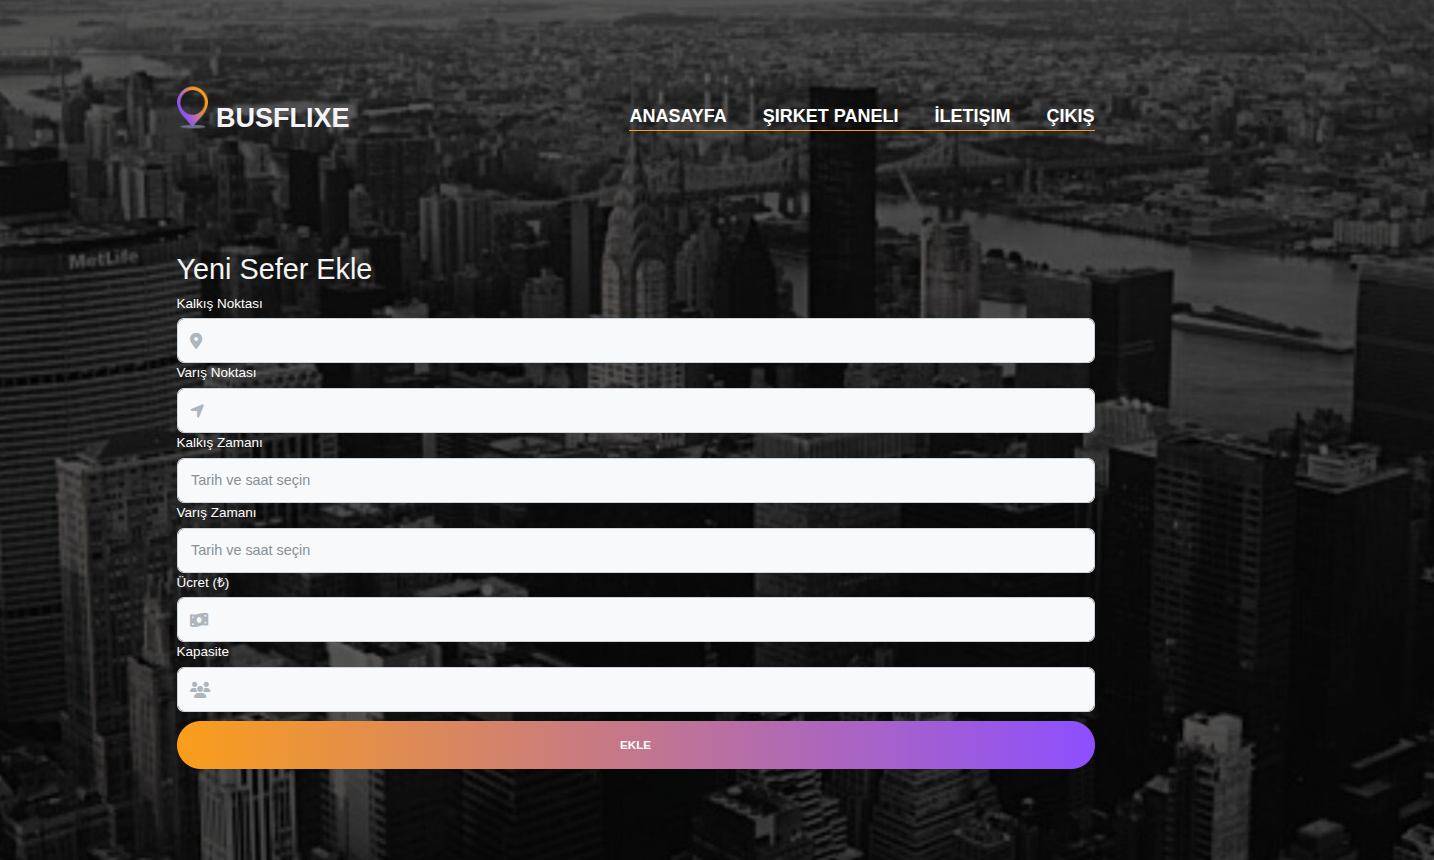 BUSFLIXE
ANASAYFA ŞIRKET PANELI İLETIŞIM ÇIKIŞ
MetLife
Yeni Sefer Ekle
Kalkış Noktası
Varış Noktası
Kalkış Zamanı
Tarih ve saat seçin
Varış Zamanı
Tarih ve saat seçin
Ücret (₺)
Kapasite
EKLE